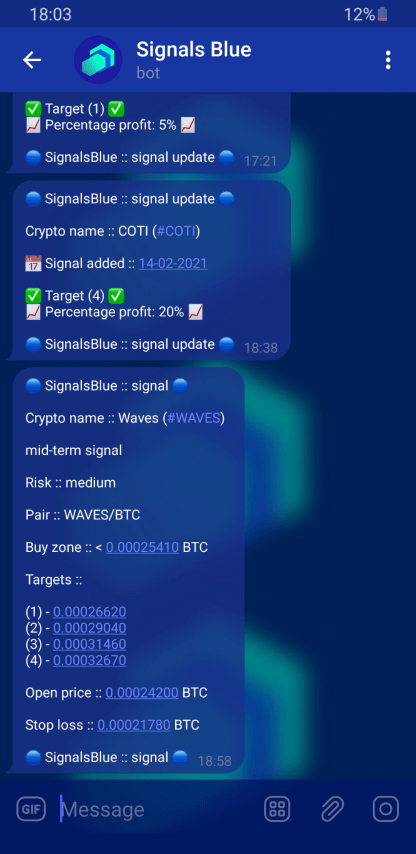 18:03
12%
Signals Blue
bot
✅ Target (1) ✅
📈 Percentage profit: 5% 📈
🔵 SignalsBlue :: signal update 🔵 17:21
🔵 SignalsBlue :: signal update 🔵
Crypto name :: COTI (#COTI)
📅 Signal added :: 14-02-2021
✅ Target (4) ✅
📈 Percentage profit: 20% 📈
🔵 SignalsBlue :: signal update 🔵 18:38
🔵 SignalsBlue :: signal 🔵
Crypto name :: Waves (#WAVES)
mid-term signal
Risk :: medium
Pair :: WAVES/BTC
Buy zone :: < 0.00025410 BTC
Targets ::
(1) - 0.00026620
(2) - 0.00029040
(3) - 0.00031460
(4) - 0.00032670
Open price :: 0.00024200 BTC
Stop loss :: 0.00021780 BTC
🔵 SignalsBlue :: signal 🔵 18:58
GIF Message